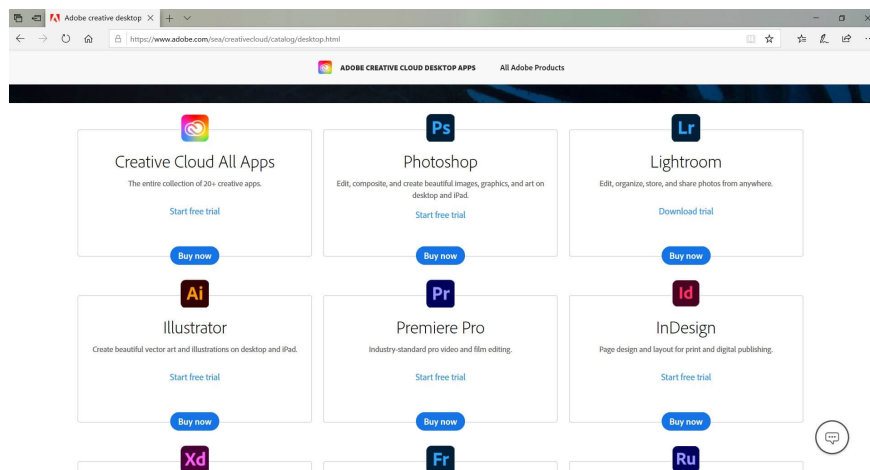 Adobe creative desktop
https://www.adobe.com/sea/creativecloud/catalog/desktop.html
ADOBE CREATIVE CLOUD DESKTOP APPS All Adobe Products
Creative Cloud All Apps
The entire collection of 20+ creative apps.
Start free trial
Buy now
Ps
Photoshop
Edit, composite, and create beautiful images, graphics, and art on
desktop and iPad.
Start free trial
Buy now
Lr
Lightroom
Edit, organize, store, and share photos from anywhere.
Download trial
Buy now
Ai
Illustrator
Create beautiful vector art and illustrations on desktop and iPad.
Start free trial
Buy now
Pr
Premiere Pro
Industry-standard pro video and film editing.
Start free trial
Buy now
Id
InDesign
Page design and layout for print and digital publishing.
Start free trial
Buy now
Xd
Fr
Ru